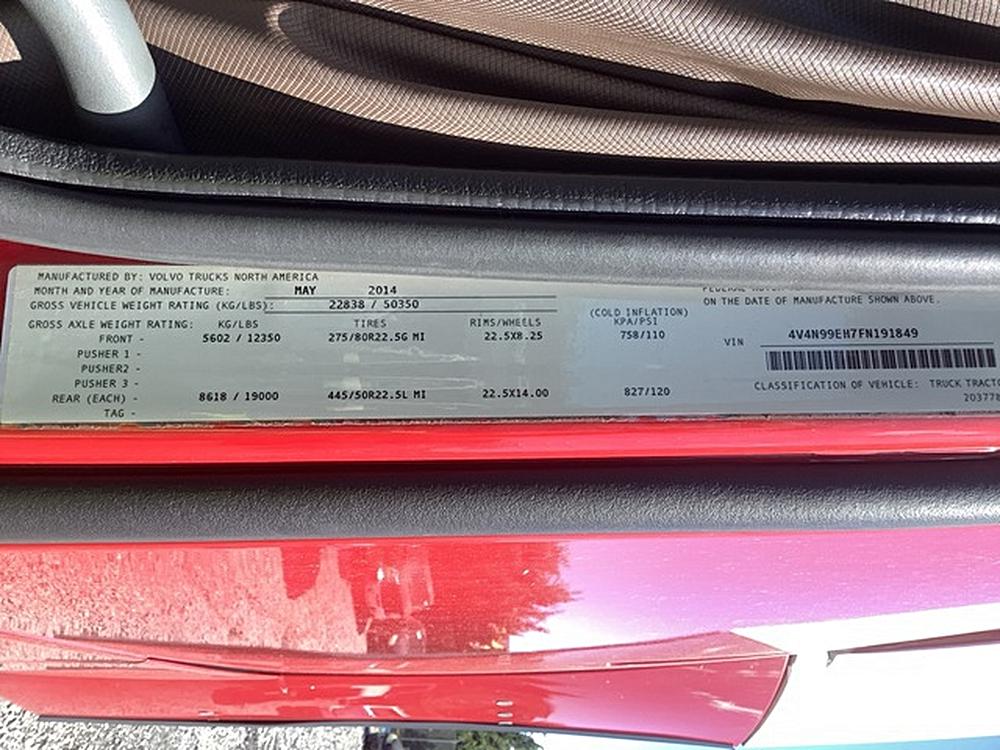 MANUFACTURED BY: VOLVO TRUCKS NORTH AMERICA
MONTH AND YEAR OF MANUFACTURE: MAY 2014
GROSS VEHICLE WEIGHT RATING (KG/LBS): 22838 / 50350
GROSS AXLE WEIGHT RATING: KG/LBS TIRES RIMS/WHEELS (COLD INFLATION) KPA/PSI
FRONT - 5602 / 12350 275/80R22.5G MI 22.5X8.25 758/110
PUSHER 1 -
PUSHER2 -
PUSHER 3 -
REAR (EACH) - 8618 / 19000 445/50R22.5L MI 22.5X14.00 827/120
TAG -
FEDERAL MOTOR
ON THE DATE OF MANUFACTURE SHOWN ABOVE.
VIN 4V4N99EH7FN191849
CLASSIFICATION OF VEHICLE: TRUCK TRACTO
203778